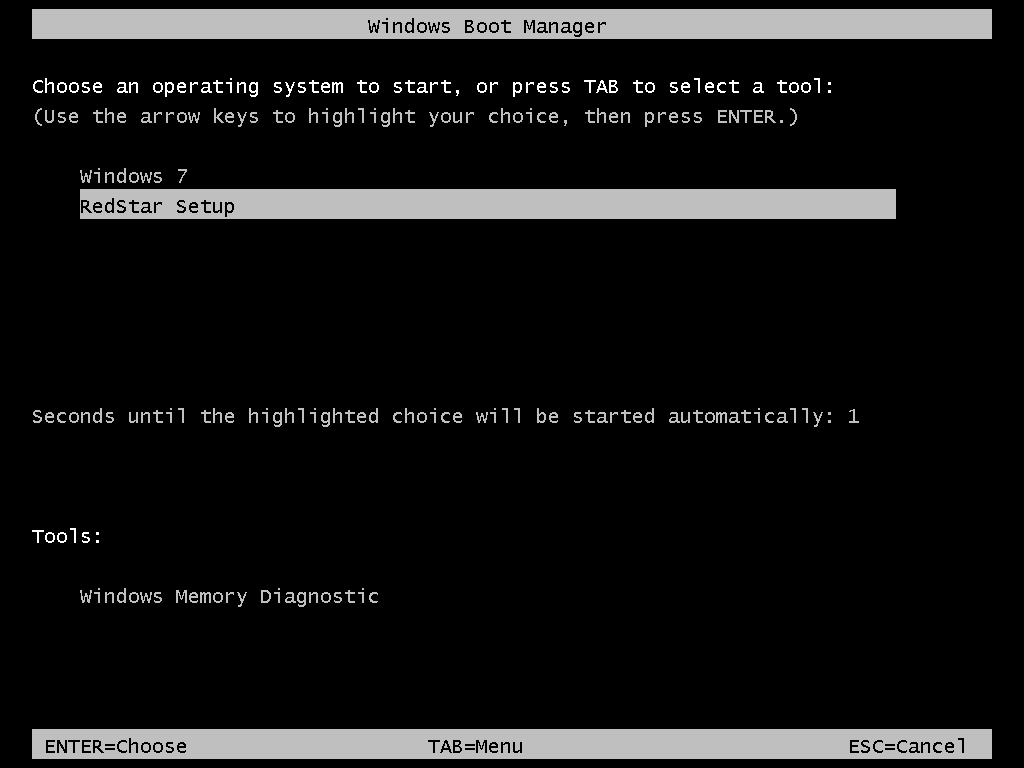 Windows Boot Manager
Choose an operating system to start, or press TAB to select a tool:
(Use the arrow keys to highlight your choice, then press ENTER.)
Windows 7
RedStar Setup
Seconds until the highlighted choice will be started automatically: 1
Tools:
Windows Memory Diagnostic
ENTER=Choose TAB=Menu ESC=Cancel